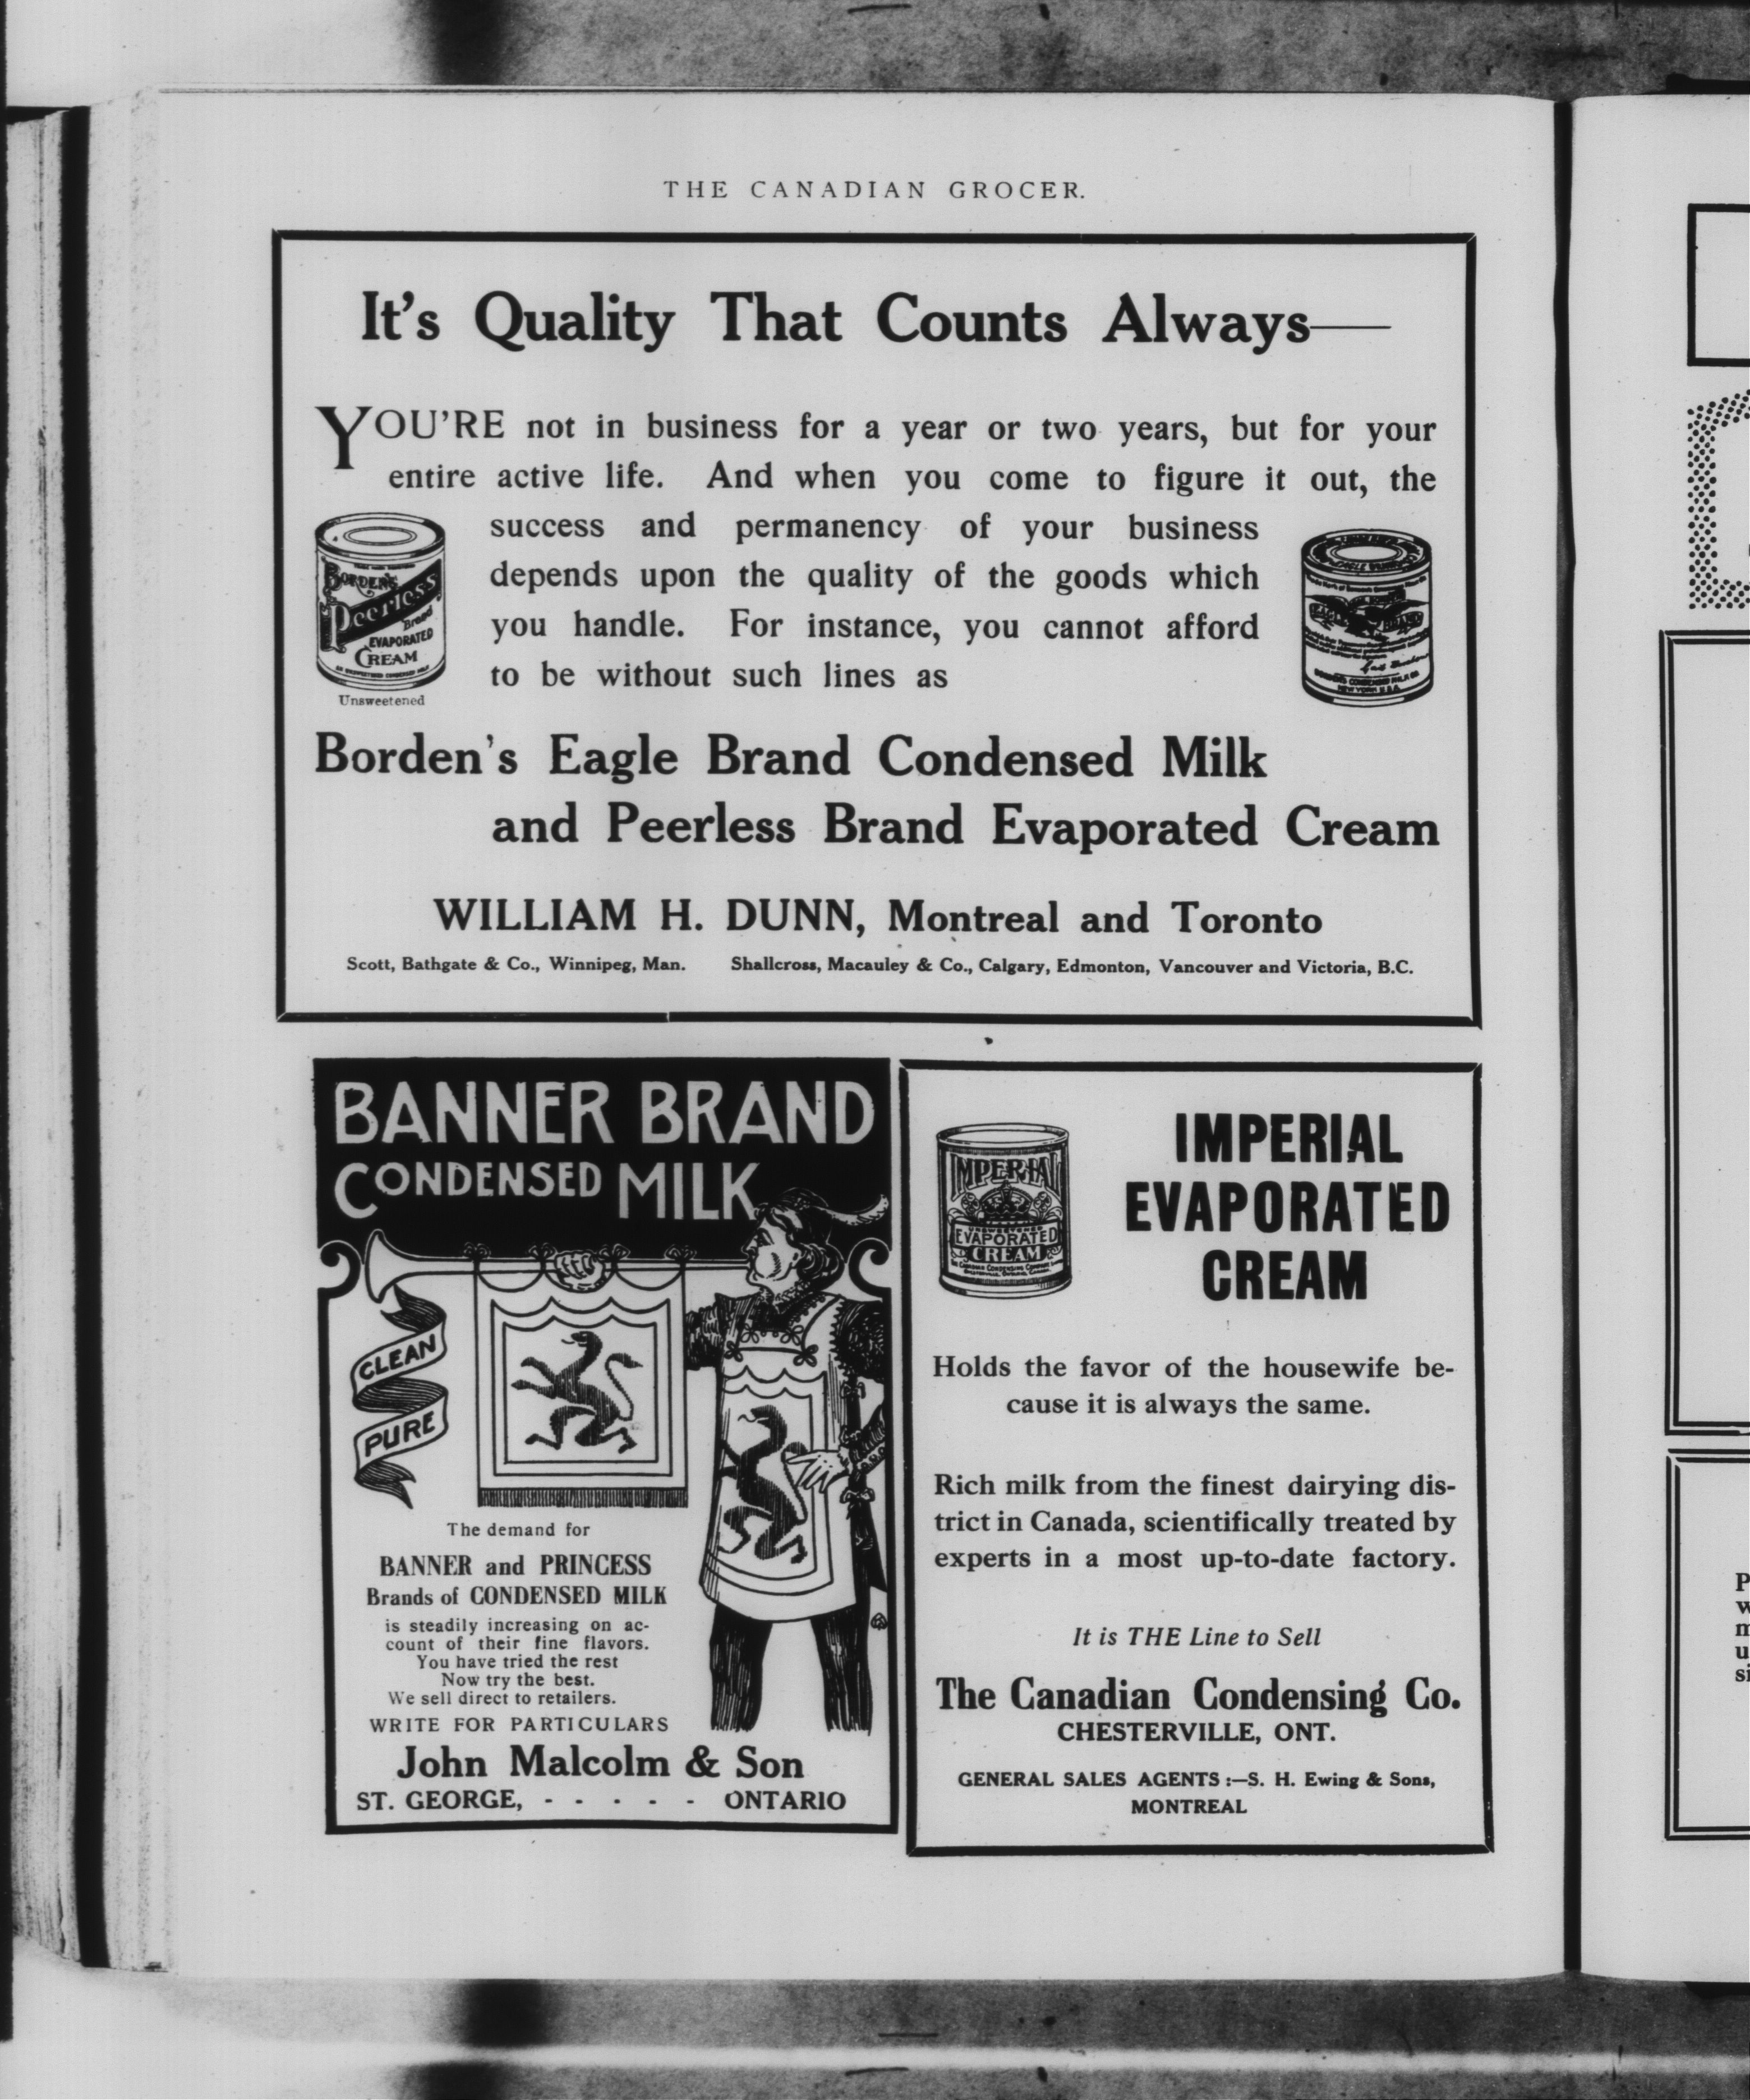 THE CANADIAN GROCER.
It's Quality That Counts Always—
YOU'RE not in business for a year or two years, but for your
entire active life. And when you come to figure it out, the
success and permanency of your business
depends upon the quality of the goods which
you handle. For instance, you cannot afford
to be without such lines as
BORDEN'S
Peerless
Brand
EVAPORATED
CREAM
Unsweetened
EAGLE BRAND
BORDEN'S CONDENSED MILK CO.
NEW YORK U.S.A.
Borden's Eagle Brand Condensed Milk
and Peerless Brand Evaporated Cream
WILLIAM H. DUNN, Montreal and Toronto
Scott, Bathgate & Co., Winnipeg, Man. Shallcross, Macauley & Co., Calgary, Edmonton, Vancouver and Victoria, B.C.
BANNER BRAND
CONDENSED MILK
CLEAN
PURE
The demand for
BANNER and PRINCESS
Brands of CONDENSED MILK
is steadily increasing on ac-
count of their fine flavors.
You have tried the rest
Now try the best.
We sell direct to retailers.
WRITE FOR PARTICULARS
John Malcolm & Son
ST. GEORGE, - - - - - ONTARIO
IMPERIAL
UNSWEETENED
EVAPORATED
CREAM
IMPERIAL
EVAPORATED
CREAM
Holds the favor of the housewife be-
cause it is always the same.
Rich milk from the finest dairying dis-
trict in Canada, scientifically treated by
experts in a most up-to-date factory.
It is THE Line to Sell
The Canadian Condensing Co.
CHESTERVILLE, ONT.
GENERAL SALES AGENTS :—S. H. Ewing & Sons,
MONTREAL